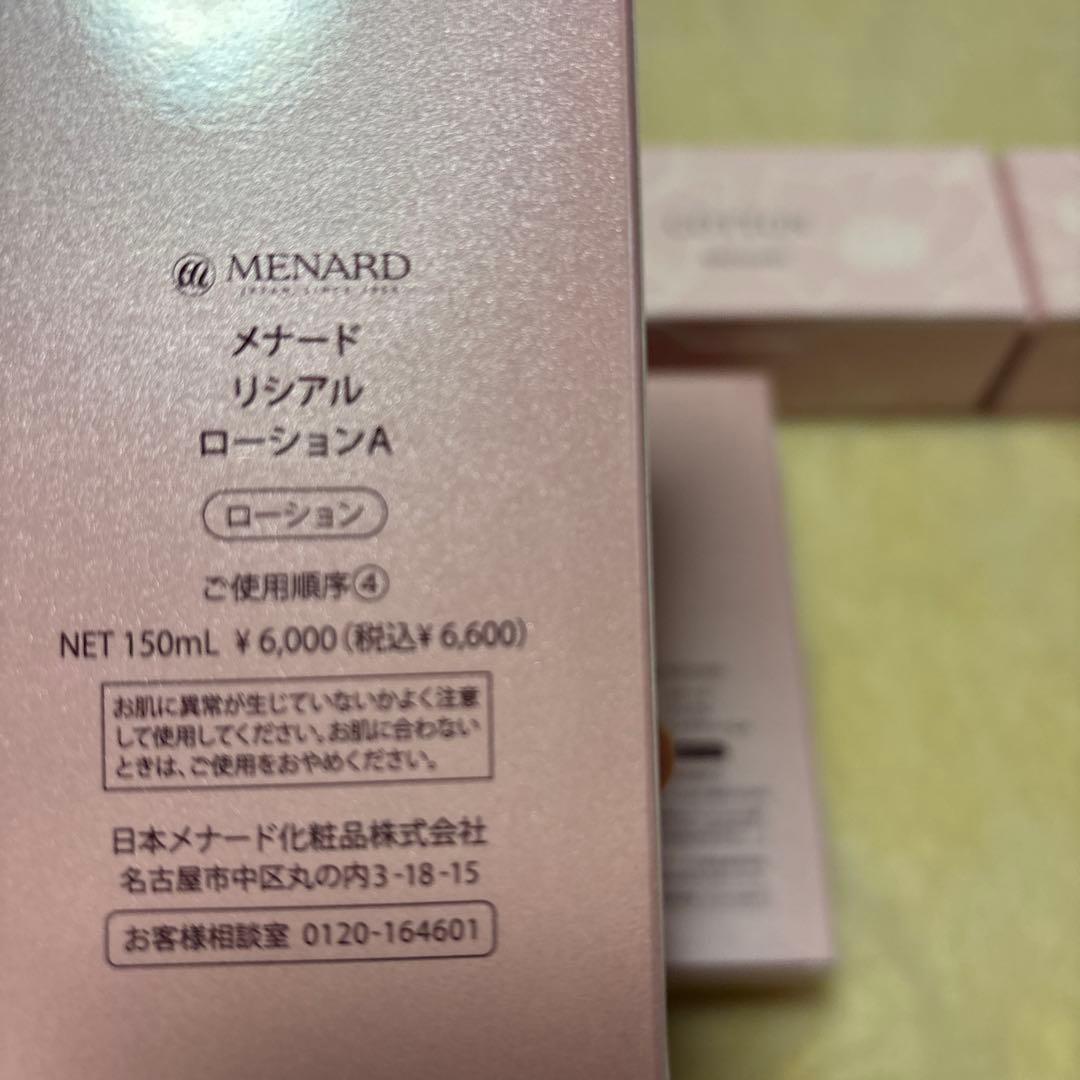 MENARD
JAPAN, SINCE 1959
メナード
リシアル
ローションA
ローション
ご使用順序④
NET 150mL ¥6,000(税込¥6,600)
お肌に異常が生じていないかよく注意
して使用してください。お肌に合わない
ときは、ご使用をおやめください。
日本メナード化粧品株式会社
名古屋市中区丸の内3-18-15
お客様相談室 0120-164601